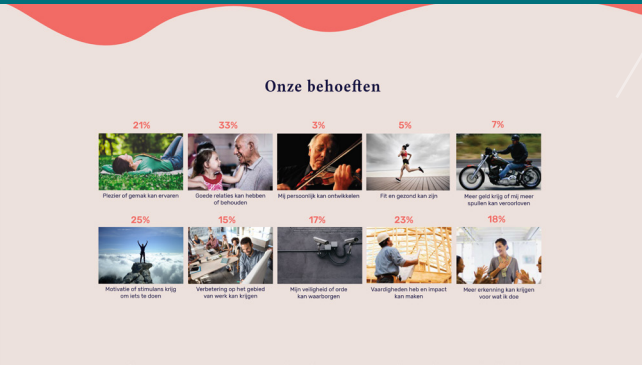 Onze behoeften
21%
33%
3%
5%
7%
Plezier of gemak kan ervaren
Goede relaties kan hebben
of behouden
Mij persoonlijk kan ontwikkelen
Fit en gezond kan zijn
Meer geld krijg of mij meer
spullen kan veroorloven
25%
15%
17%
23%
18%
Motivatie of stimulans krijg
om iets te doen
Verbetering op het gebied
van werk kan krijgen
Mijn veiligheid of orde
kan waarborgen
Vaardigheden heb en impact
kan maken
Meer erkenning kan krijgen
voor wat ik doe